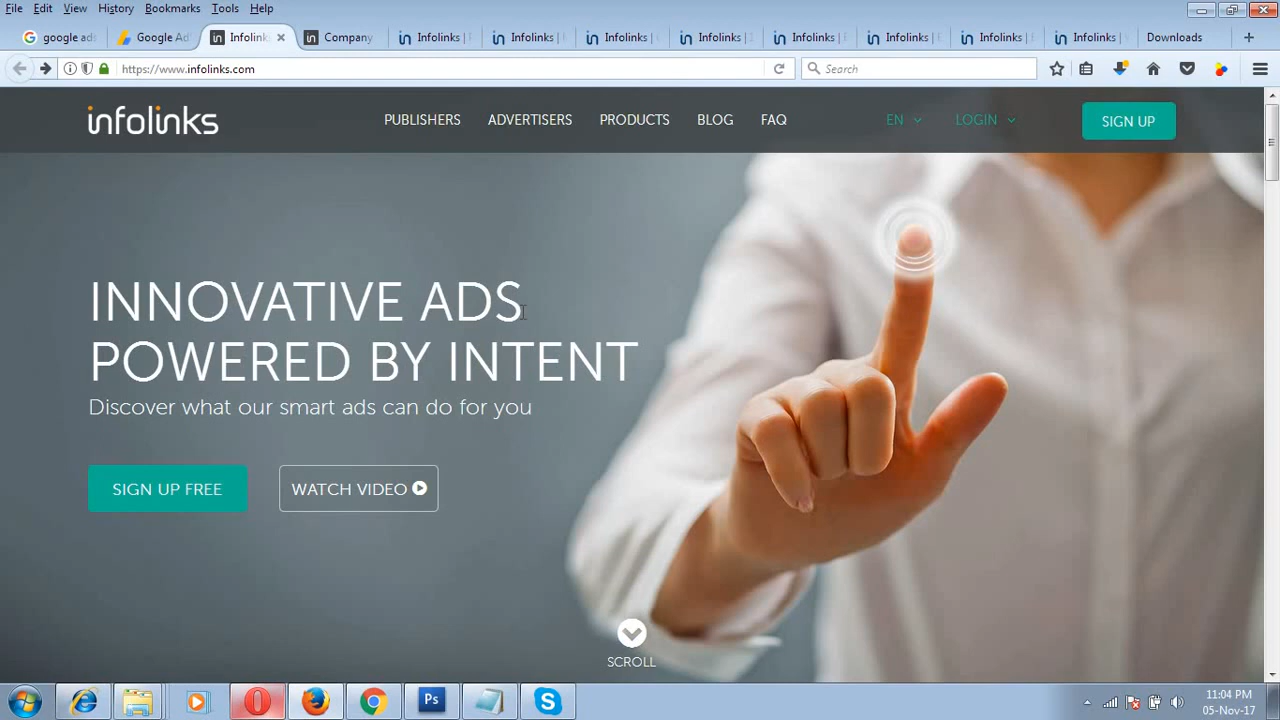 File Edit View History Bookmarks Tools Help
google ad
Google Ad
Infolink
Company
Infolinks |
Infolinks |
Infolinks |
Infolinks |
Infolinks |
Infolinks |
Infolinks |
Infolinks |
Downloads
https://www.infolinks.com
Search
infolinks
PUBLISHERS ADVERTISERS PRODUCTS BLOG FAQ EN LOGIN SIGN UP
INNOVATIVE ADS
POWERED BY INTENT
Discover what our smart ads can do for you
SIGN UP FREE WATCH VIDEO
SCROLL
Ps
11:04 PM
05-Nov-17